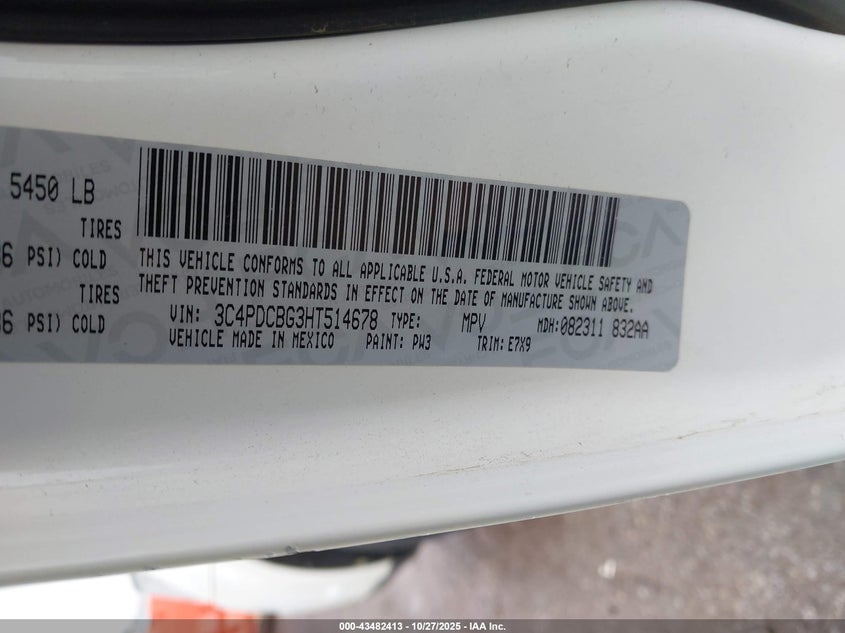 5450 LB
TIRES
PSI) COLD
TIRES
PSI) COLD
THIS VEHICLE CONFORMS TO ALL APPLICABLE U.S.A. FEDERAL MOTOR VEHICLE SAFETY AND
THEFT PREVENTION STANDARDS IN EFFECT ON THE DATE OF MANUFACTURE SHOWN ABOVE.
VIN: 3C4PDCBG3HT514678 TYPE: MPV MDH:082311 832AA
VEHICLE MADE IN MEXICO PAINT: PW3 TRIM: E7X9
000-43482413 - 10/27/2025 - IAA Inc.